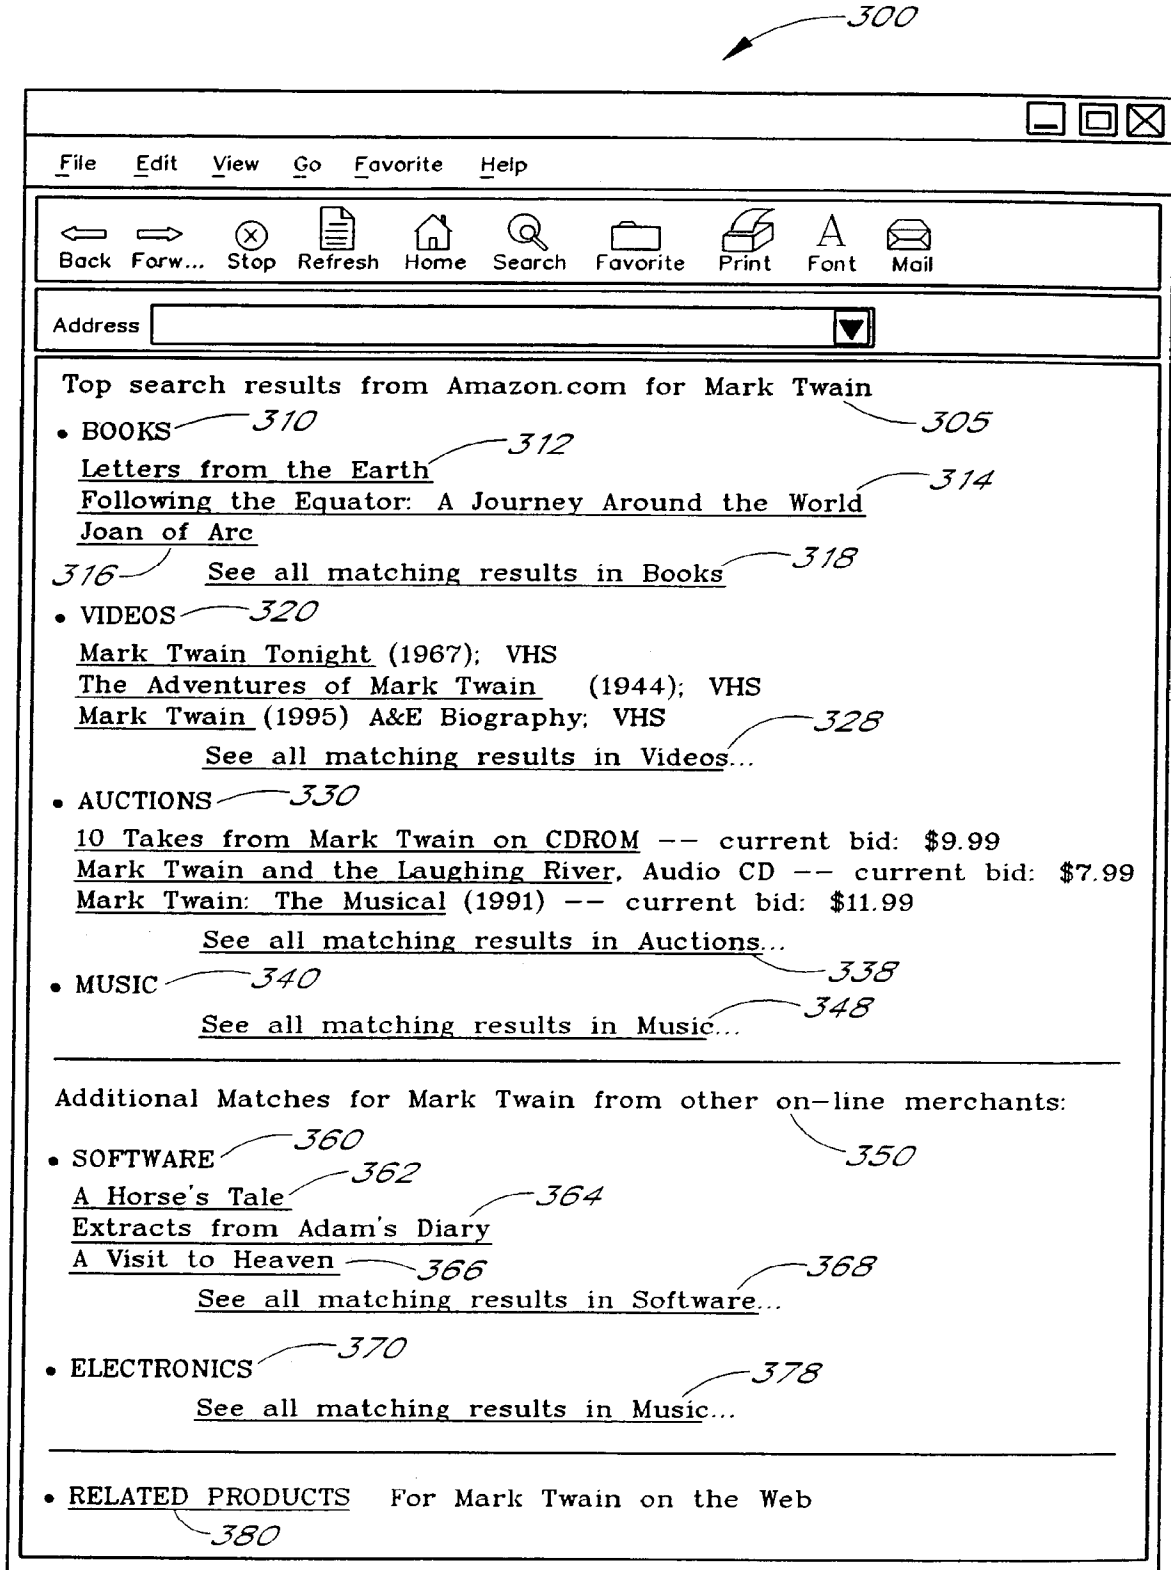 300
File Edit View Go Favorite Help
Back Forw... Stop Refresh Home Search Favorite Print A Font Mail
Address
Top search results from Amazon.com for Mark Twain
305
• BOOKS 310
312
Letters from the Earth
314
Following the Equator: A Journey Around the World
Joan of Arc
316 See all matching results in Books 318
• VIDEOS 320
Mark Twain Tonight (1967); VHS
The Adventures of Mark Twain (1944); VHS
Mark Twain (1995) A&E Biography; VHS 328
See all matching results in Videos...
• AUCTIONS 330
10 Takes from Mark Twain on CDROM -- current bid: $9.99
Mark Twain and the Laughing River, Audio CD -- current bid: $7.99
Mark Twain: The Musical (1991) -- current bid: $11.99
See all matching results in Auctions...
338
• MUSIC 340
348
See all matching results in Music...
Additional Matches for Mark Twain from other on-line merchants:
350
• SOFTWARE 360
362
A Horse's Tale
364
Extracts from Adam's Diary
A Visit to Heaven 366
368
See all matching results in Software...
• ELECTRONICS 370
378
See all matching results in Music...
• RELATED PRODUCTS For Mark Twain on the Web
380